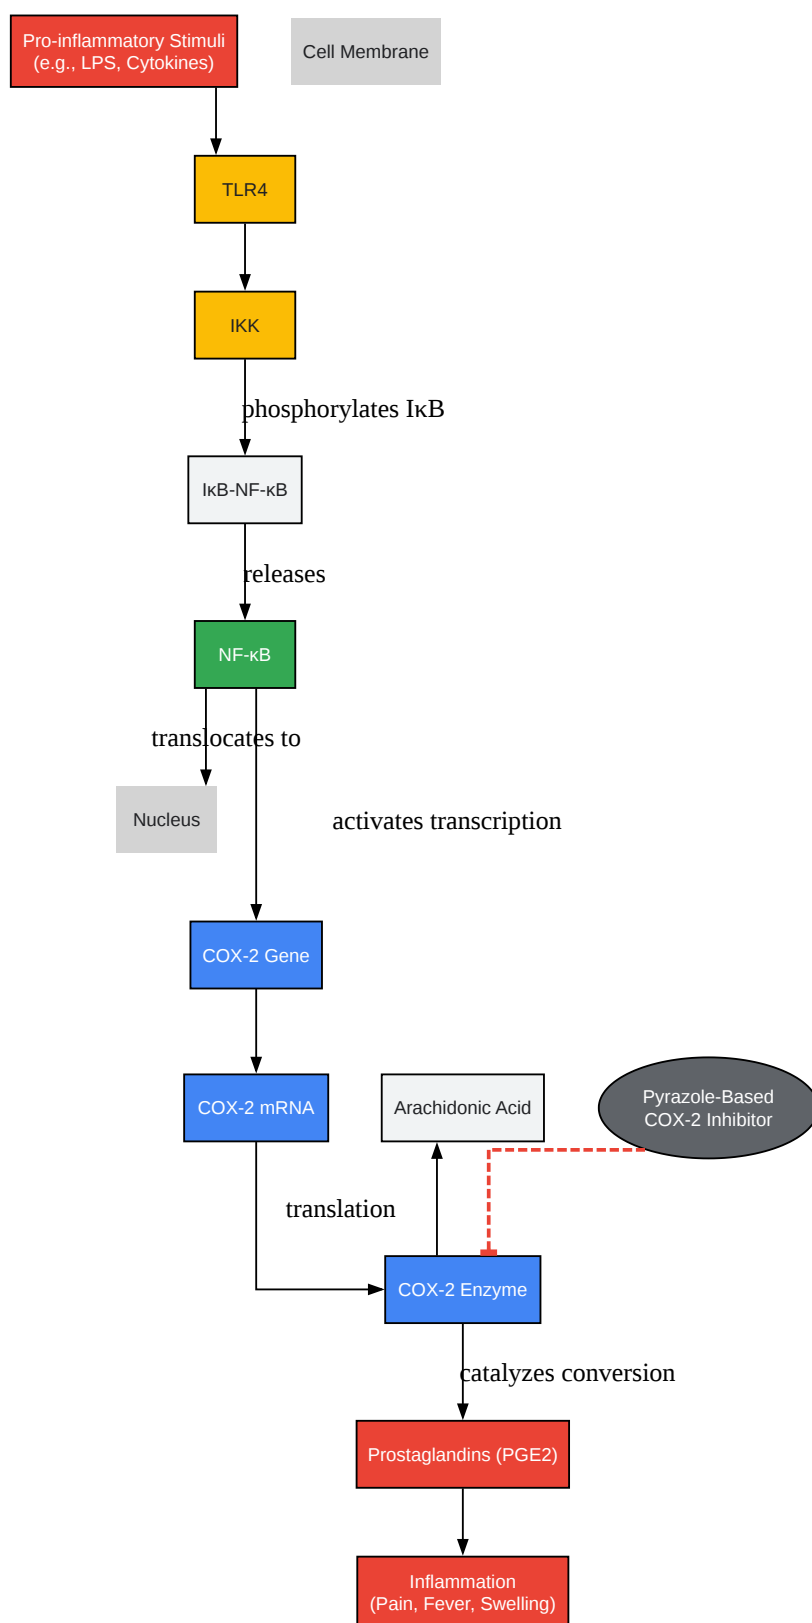 Pro-inflammatory Stimuli
(e.g., LPS, Cytokines)
Cell Membrane
TLR4
IKK
phosphorylates IκB
IκB-NF-κB
releases
NF-κB
translocates to
Nucleus
activates transcription
COX-2 Gene
COX-2 mRNA
Arachidonic Acid
Pyrazole-Based
COX-2 Inhibitor
translation
COX-2 Enzyme
catalyzes conversion
Prostaglandins (PGE2)
Inflammation
(Pain, Fever, Swelling)